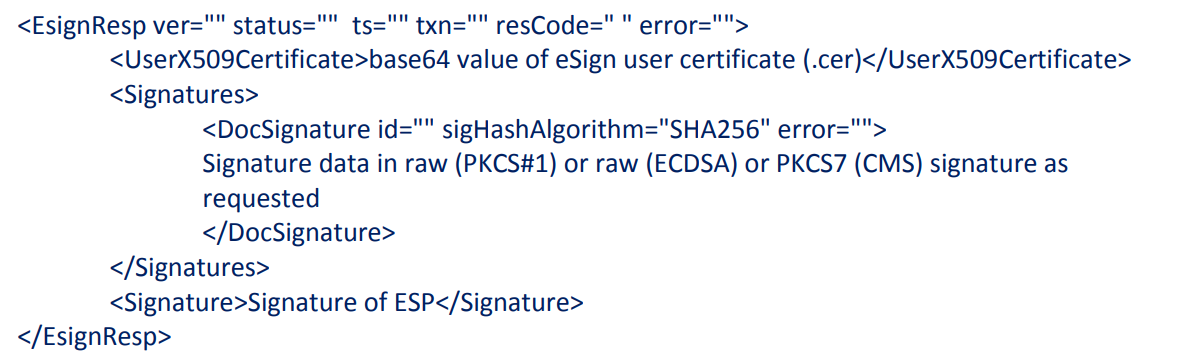 <EsignResp ver="" status=""  ts="" txn="" resCode=" " error="">
<UserX509Certificate>base64 value of eSign user certificate (.cer)</UserX509Certificate>
<Signatures>
<DocSignature id="" sigHashAlgorithm="SHA256" error="">
Signature data in raw (PKCS#1) or raw (ECDSA) or PKCS7 (CMS) signature as
requested
</DocSignature>
</Signatures>
<Signature>Signature of ESP</Signature>
</EsignResp>